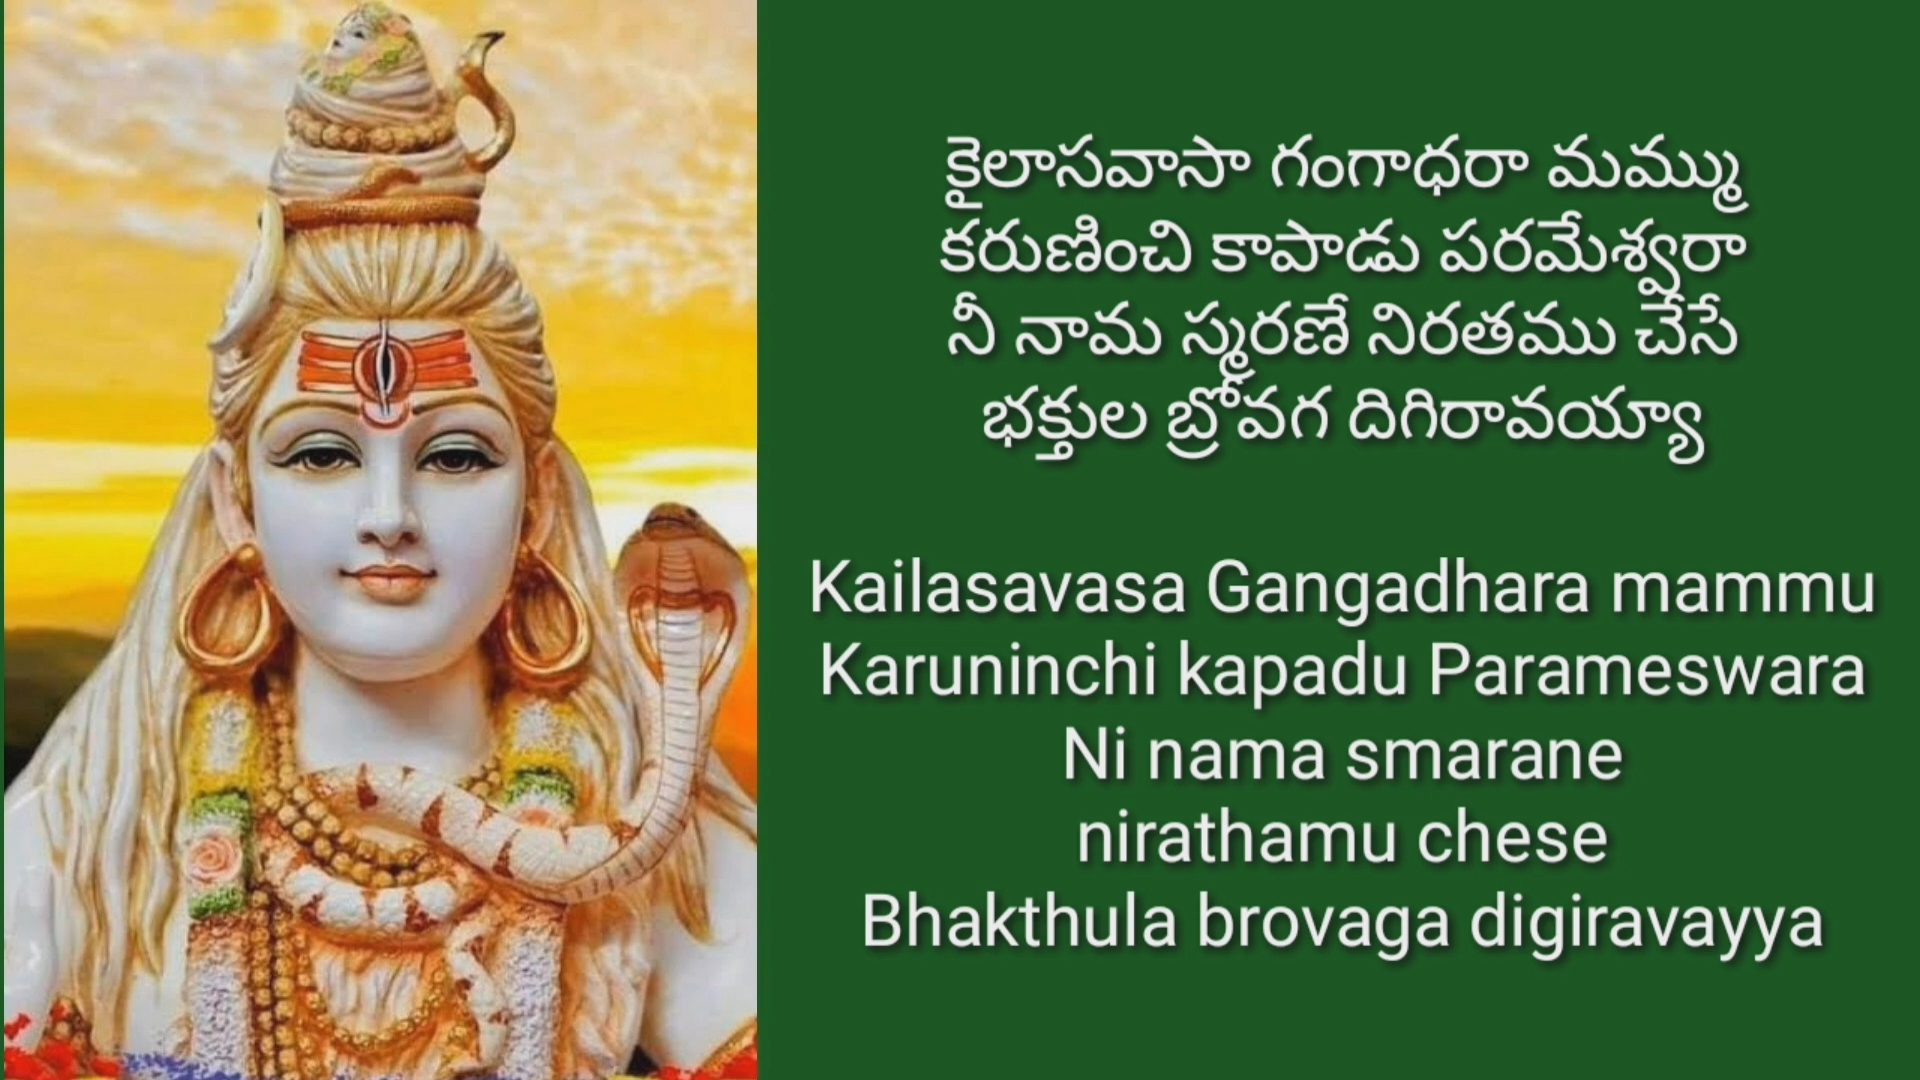 కైలాసవాసా గంగాధరా మమ్ము
కరుణించి కాపాడు పరమేశ్వరా
నీ నామ స్మరణే నిరతము చేసే
భక్తుల బ్రోవగ దిగిరావయ్యా
Kailasavasa Gangadhara mammu
Karuninchi kapadu Parameswara
Ni nama smarane
nirathamu chese
Bhakthula brovaga digiravayya